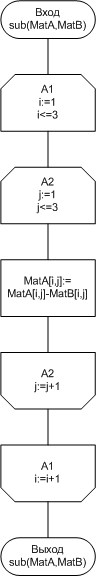 Вход
sub(MatA,MatB)
A1
i:=1
i<=3
A2
j:=1
j<=3
MatA[i,j]:=
MatA[i,j]-MatB[i,j]
A2
j:=j+1
A1
i:=i+1
Выход
sub(MatA,MatB)